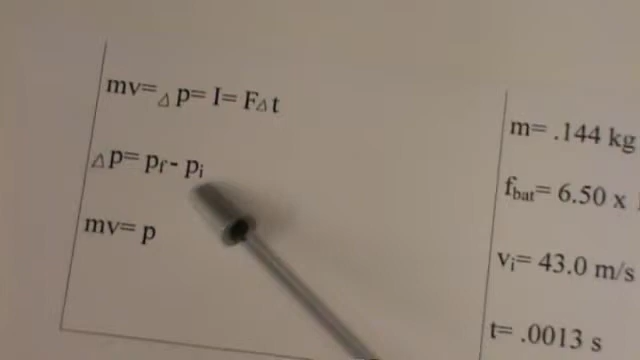 mv=△ p= I= F△t
△p= pf- pi
mv= p
m= .144 kg
fbat= 6.50 x
vi= 43.0 m/s
t= .0013 s